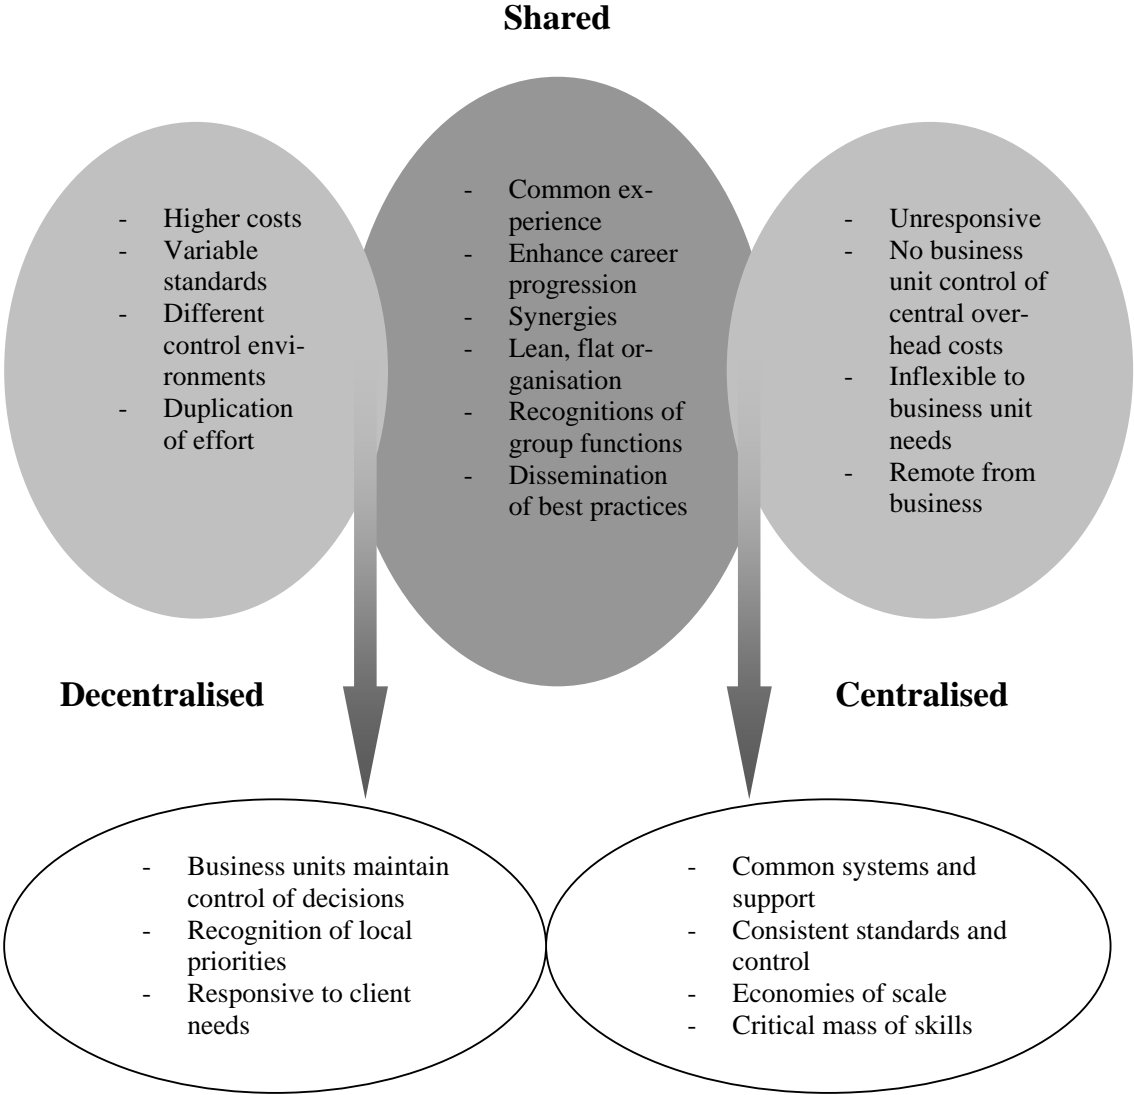 Shared
- Higher costs
- Variable
standards
- Different
control envi-
ronments
- Duplication
of effort
- Common ex-
perience
- Enhance career
progression
- Synergies
- Lean, flat or-
ganisation
- Recognitions of
group functions
- Dissemination
of best practices
- Unresponsive
- No business
unit control of
central over-
head costs
- Inflexible to
business unit
needs
- Remote from
business
Decentralised
Centralised
- Business units maintain
control of decisions
- Recognition of local
priorities
- Responsive to client
needs
- Common systems and
support
- Consistent standards and
control
- Economies of scale
- Critical mass of skills